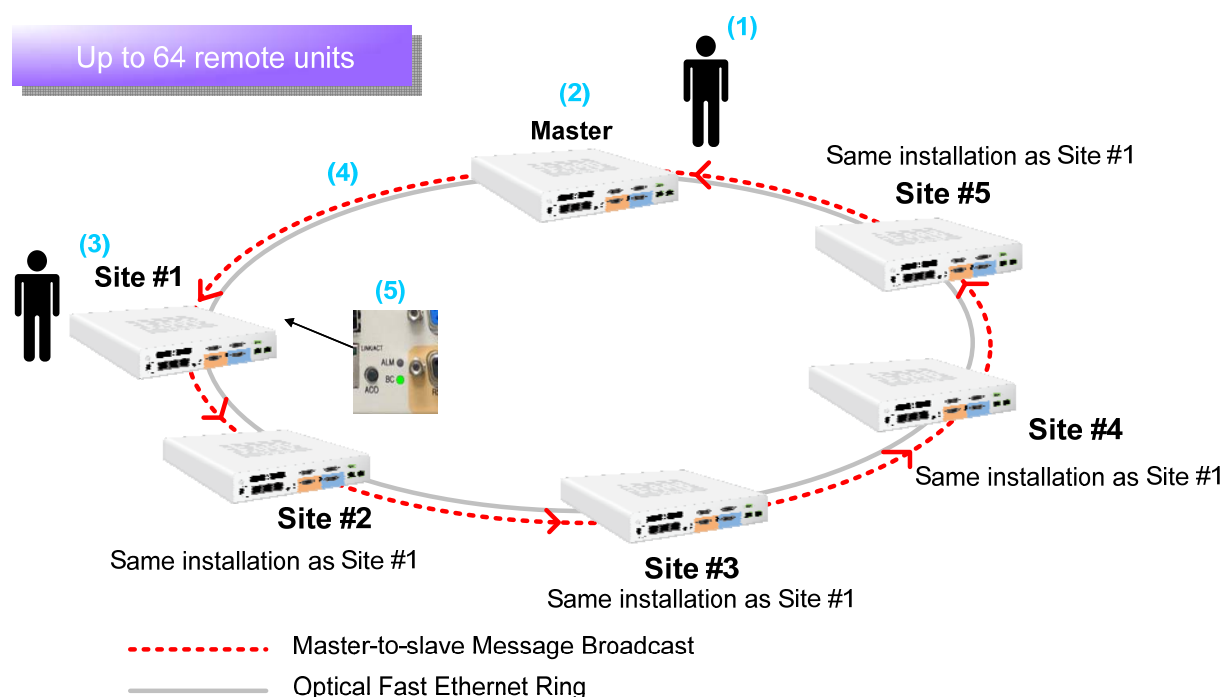 Up to 64 remote units
(1)
(2)
Master
Same installation as Site #1
Site #5
(4)
(3)
Site #1
(5)
LINK/ACT
ALM
BC
ACO
Site #4
Same installation as Site #1
Site #2
Same installation as Site #1
Site #3
Same installation as Site #1
Master-to-slave Message Broadcast
Optical Fast Ethernet Ring